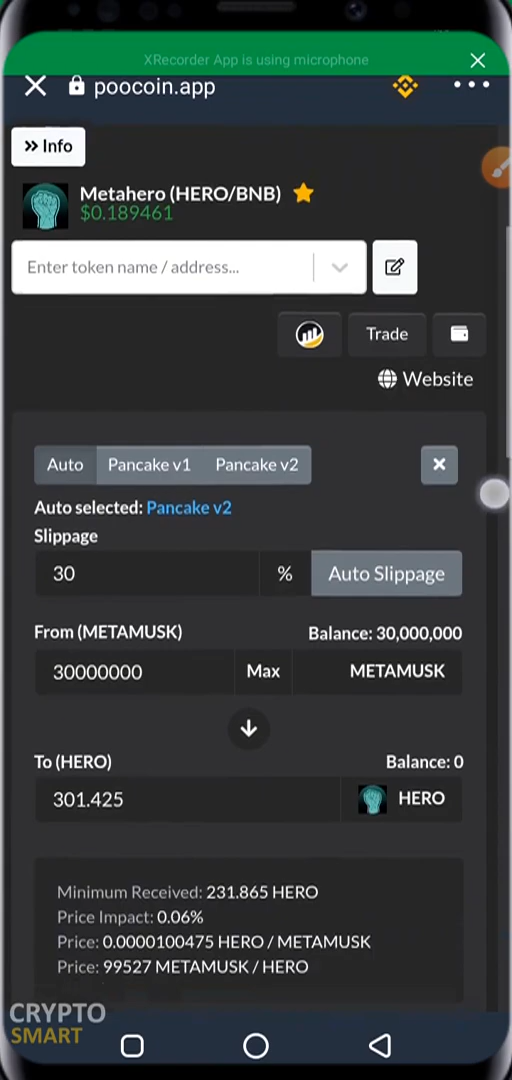 XRecorder App is using microphone
poocoin.app
Info
Metahero (HERO/BNB)
$0.189461
Enter token name / address...
Trade
Website
Auto Pancake v1 Pancake v2
Auto selected: Pancake v2
Slippage
30 % Auto Slippage
From (METAMUSK) Balance: 30,000,000
30000000 Max METAMUSK
To (HERO) Balance: 0
301.425 HERO
Minimum Received: 231.865 HERO
Price Impact: 0.06%
Price: 0.0000100475 HERO / METAMUSK
Price: 99527 METAMUSK / HERO
CRYPTO
SMART